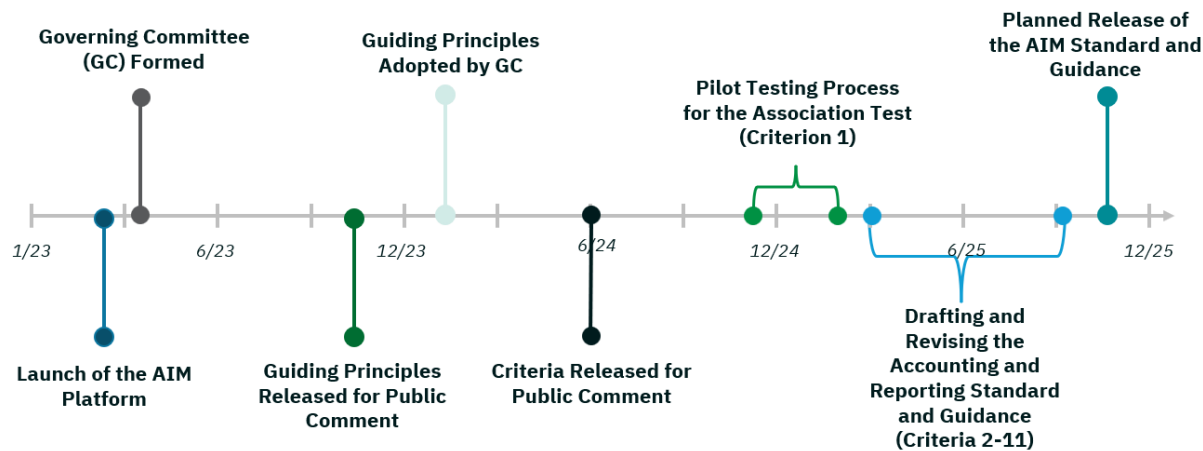 Governing Committee
(GC) Formed
Guiding Principles
Adopted by GC
Pilot Testing Process
for the Association Test
(Criterion 1)
Planned Release of
the AIM Standard and
Guidance
1/23
6/23
12/23
6/24
12/24
6/25
12/25
Launch of the AIM
Platform
Guiding Principles
Released for Public
Comment
Criteria Released for
Public Comment
Drafting and
Revising the
Accounting and
Reporting Standard
and Guidance
(Criteria 2-11)